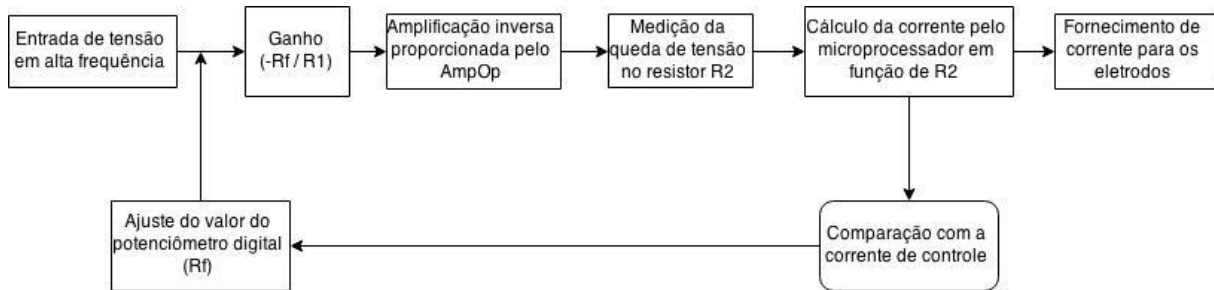 Entrada de tensão
em alta frequência
Ganho
(-Rf / R1)
Amplificação inversa
proporcionada pelo
AmpOp
Medição da
queda de tensão
no resistor R2
Cálculo da corrente pelo
microprocessador em
função de R2
Fornecimento de
corrente para os
eletrodos
Ajuste do valor do
potenciômetro digital
(Rf)
Comparação com a
corrente de controle